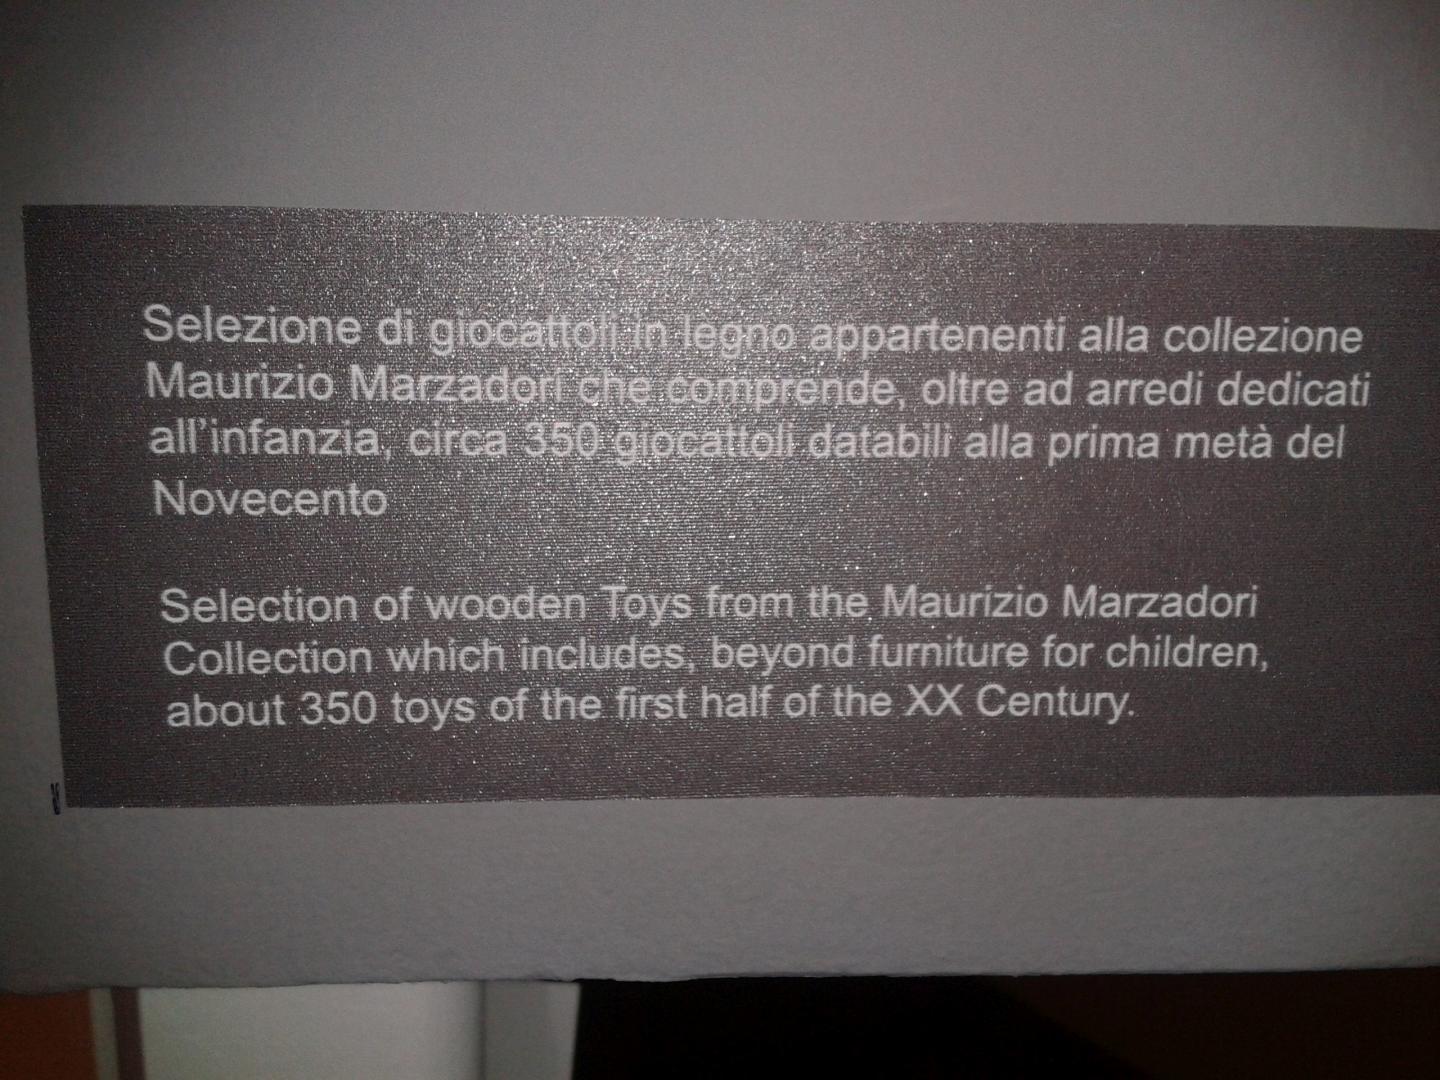 Selezione di giocattoli in legno appartenenti alla collezione
Maurizio Marzadori che comprende, oltre ad arredi dedicati
all'infanzia, circa 350 giocattoli databili alla prima metà del
Novecento
Selection of wooden Toys from the Maurizio Marzadori
Collection which includes, beyond furniture for children,
about 350 toys of the first half of the XX Century.